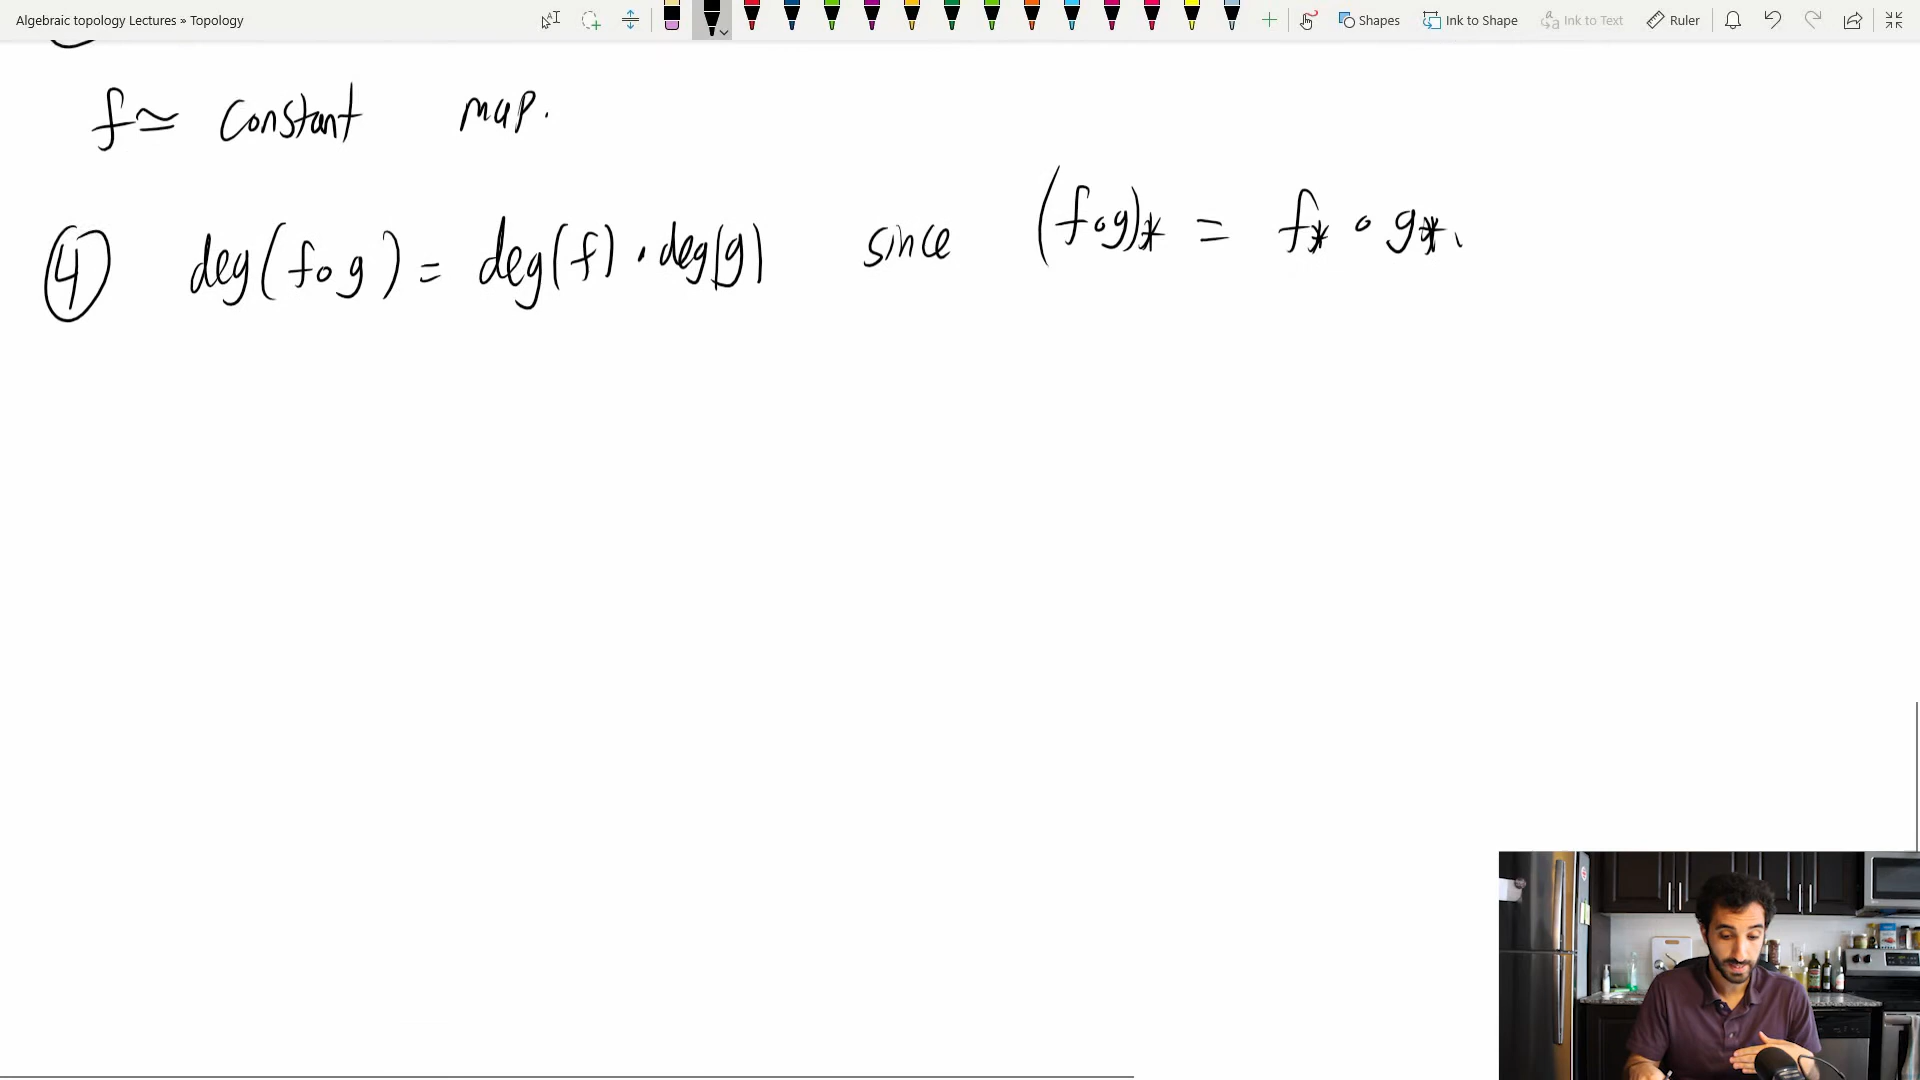 Algebraic topology Lectures » Topology
Shapes
Ink to Shape
Ink to Text
Ruler
f ≃ constant map.
④ deg(f∘g) = deg(f)·deg(g) since (f∘g)* = f* ∘ g*.